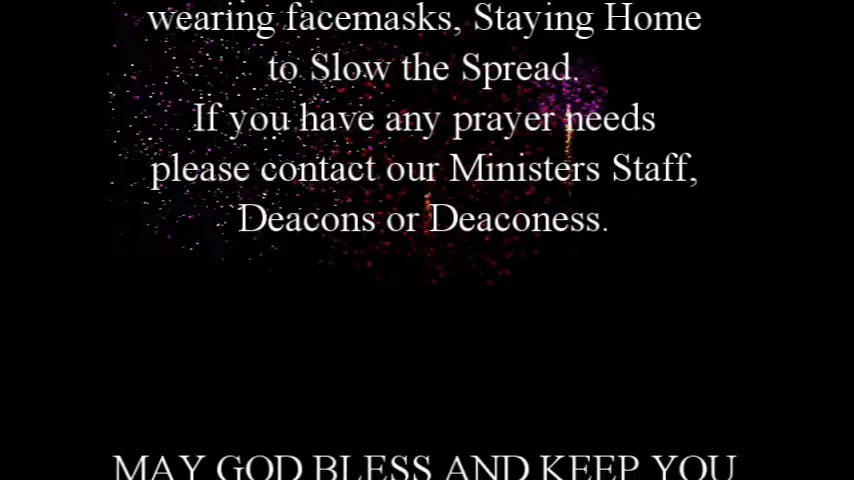 wearing facemasks, Staying Home
to Slow the Spread.
If you have any prayer needs
please contact our Ministers Staff,
Deacons or Deaconess.
MAY GOD BLESS AND KEEP YOU